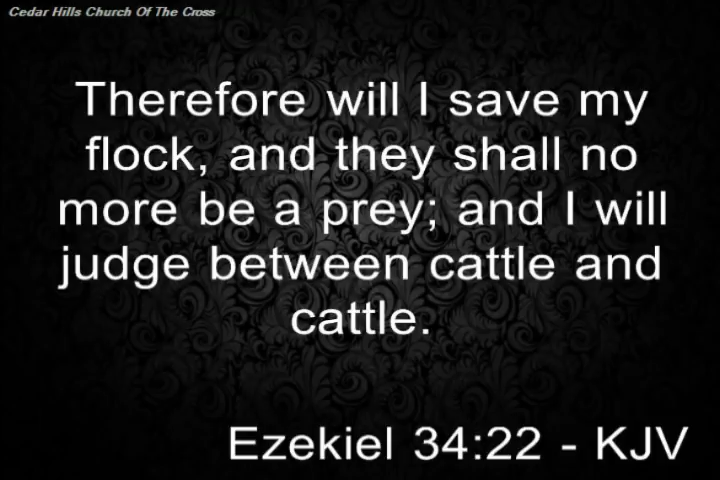 Cedar Hills Church Of The Cross
Therefore will I save my
flock, and they shall no
more be a prey; and I will
judge between cattle and
cattle.
Ezekiel 34:22 - KJV